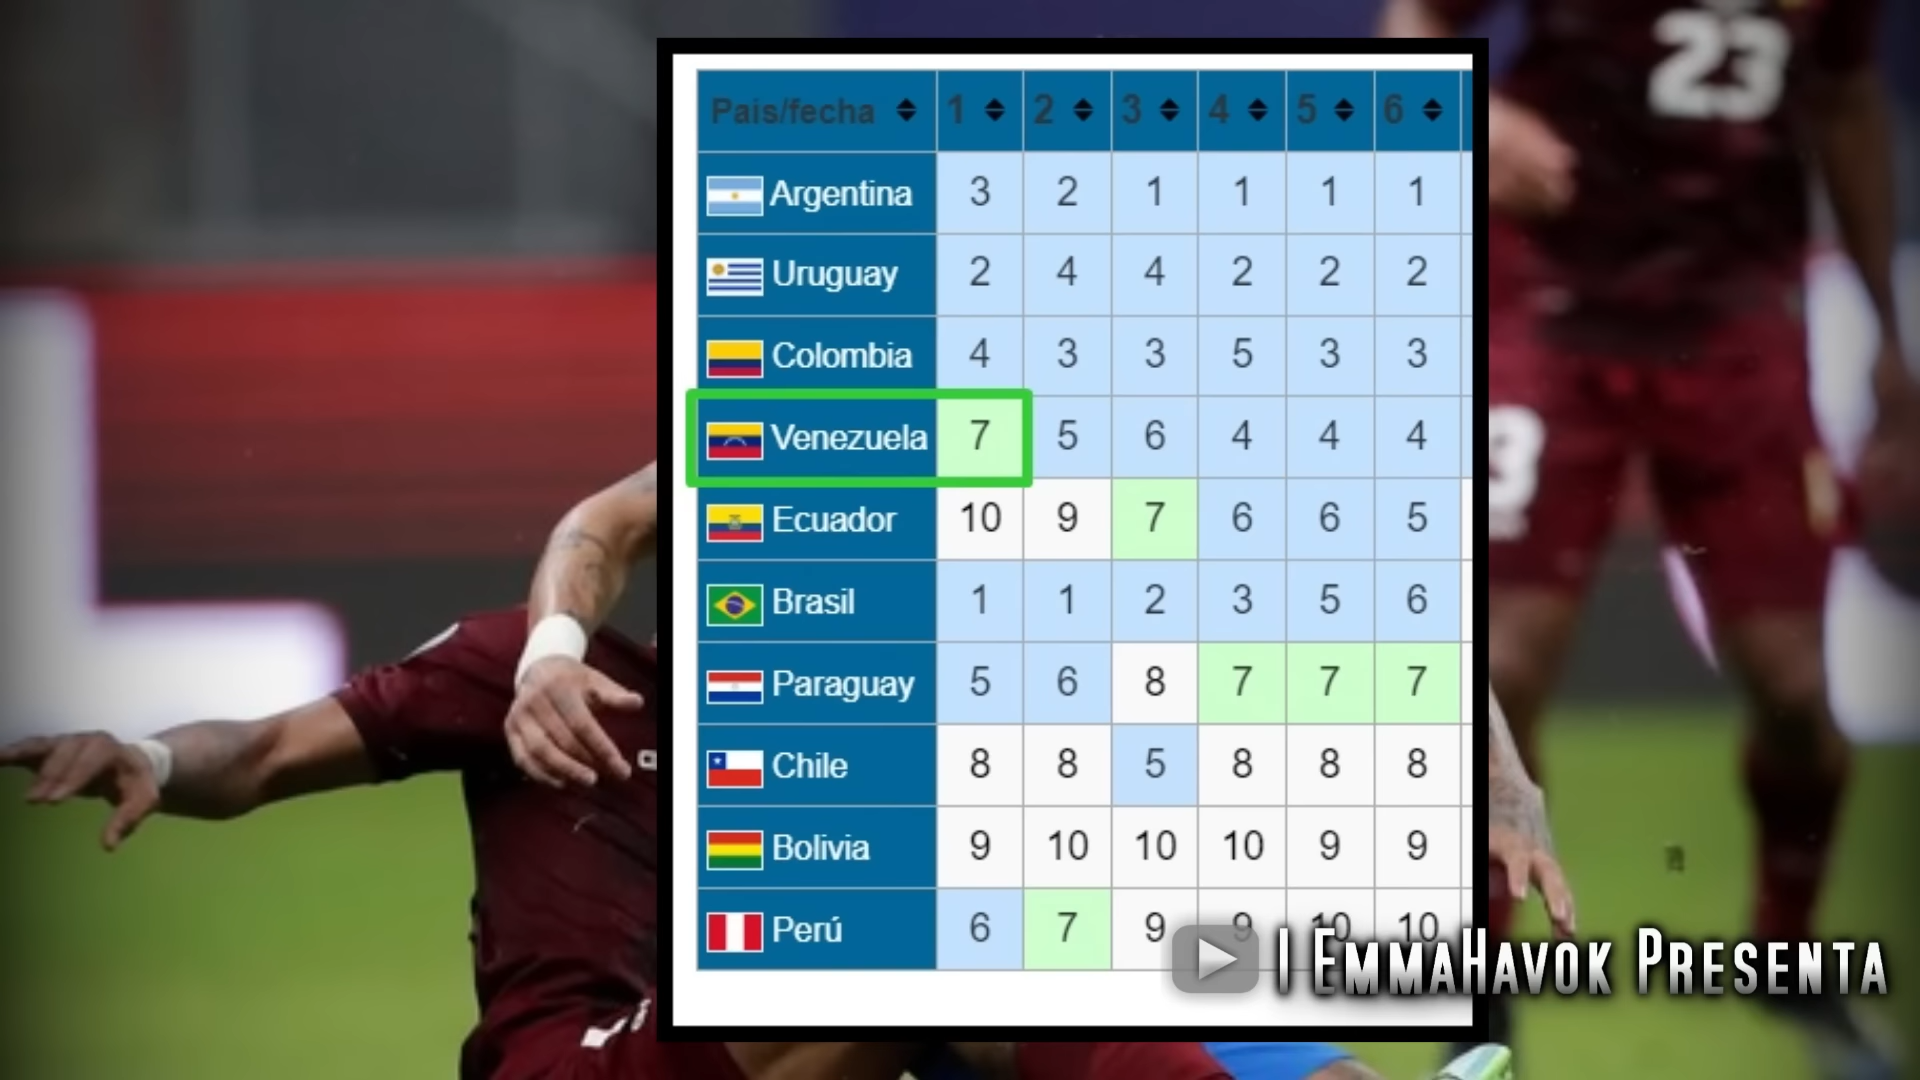 23
País/fecha 1 2 3 4 5 6
Argentina 3 2 1 1 1 1
Uruguay 2 4 4 2 2 2
Colombia 4 3 3 5 3 3
Venezuela 7 5 6 4 4 4
Ecuador 10 9 7 6 6 5
Brasil 1 1 2 3 5 6
Paraguay 5 6 8 7 7 7
Chile 8 8 5 8 8 8
Bolivia 9 10 10 10 9 9
Perú 6 7 9 9 10 10
| EmmaHavok Presenta